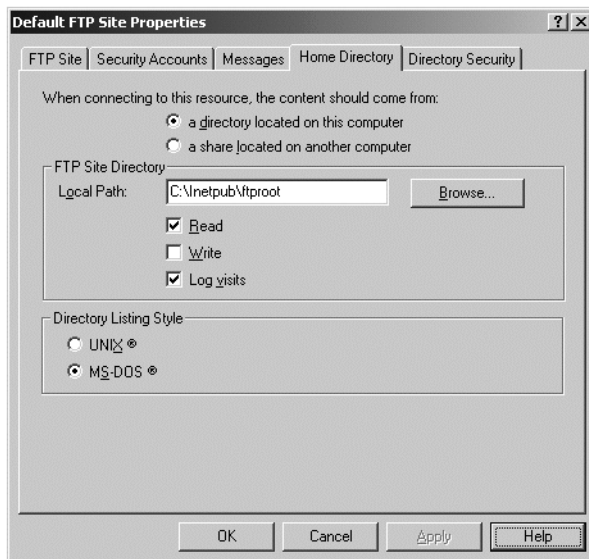 Default FTP Site Properties
FTP Site Security Accounts Messages Home Directory Directory Security
When connecting to this resource, the content should come from:
a directory located on this computer
a share located on another computer
FTP Site Directory
Local Path: C:\Inetpub\ftproot Browse...
Read
Write
Log visits
Directory Listing Style
UNIX ®
MS-DOS ®
OK Cancel Apply Help